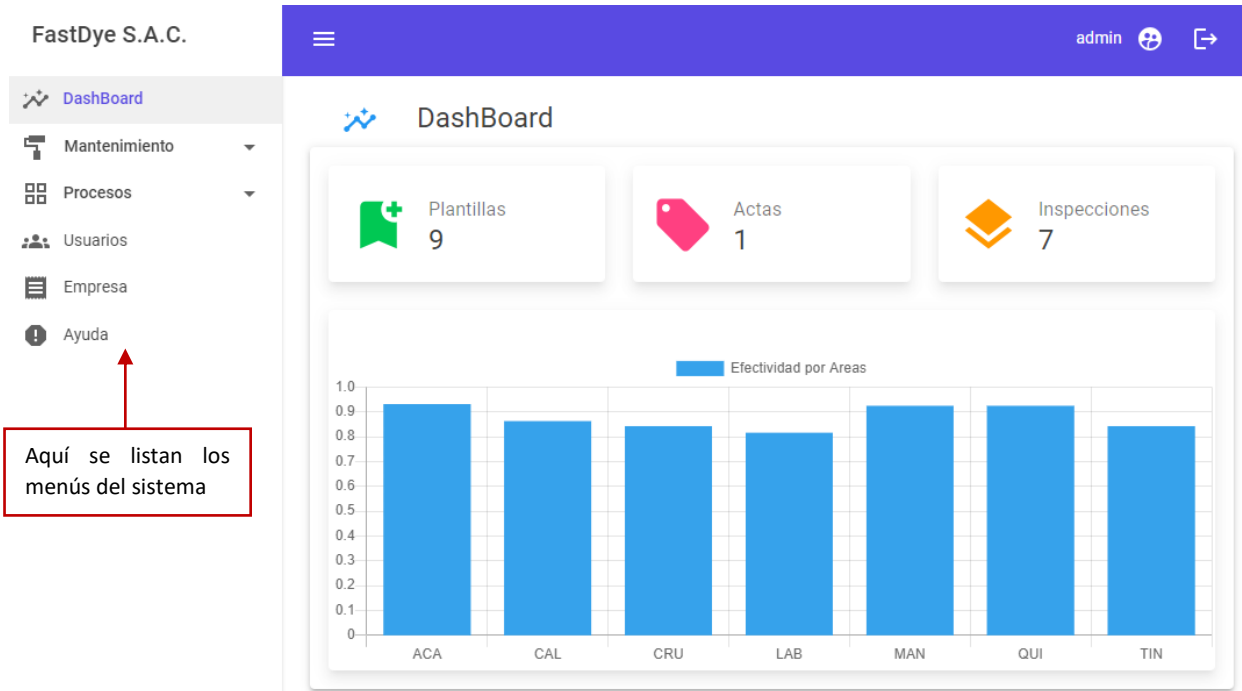 FastDye S.A.C.
admin
DashBoard
Mantenimiento
Procesos
Usuarios
Empresa
Ayuda
Aquí se listan los
menús del sistema
DashBoard
Plantillas
9
Actas
1
Inspecciones
7
Efectividad por Areas
1.0
0.9
0.8
0.7
0.6
0.5
0.4
0.3
0.2
0.1
0
ACA CAL CRU LAB MAN QUI TIN